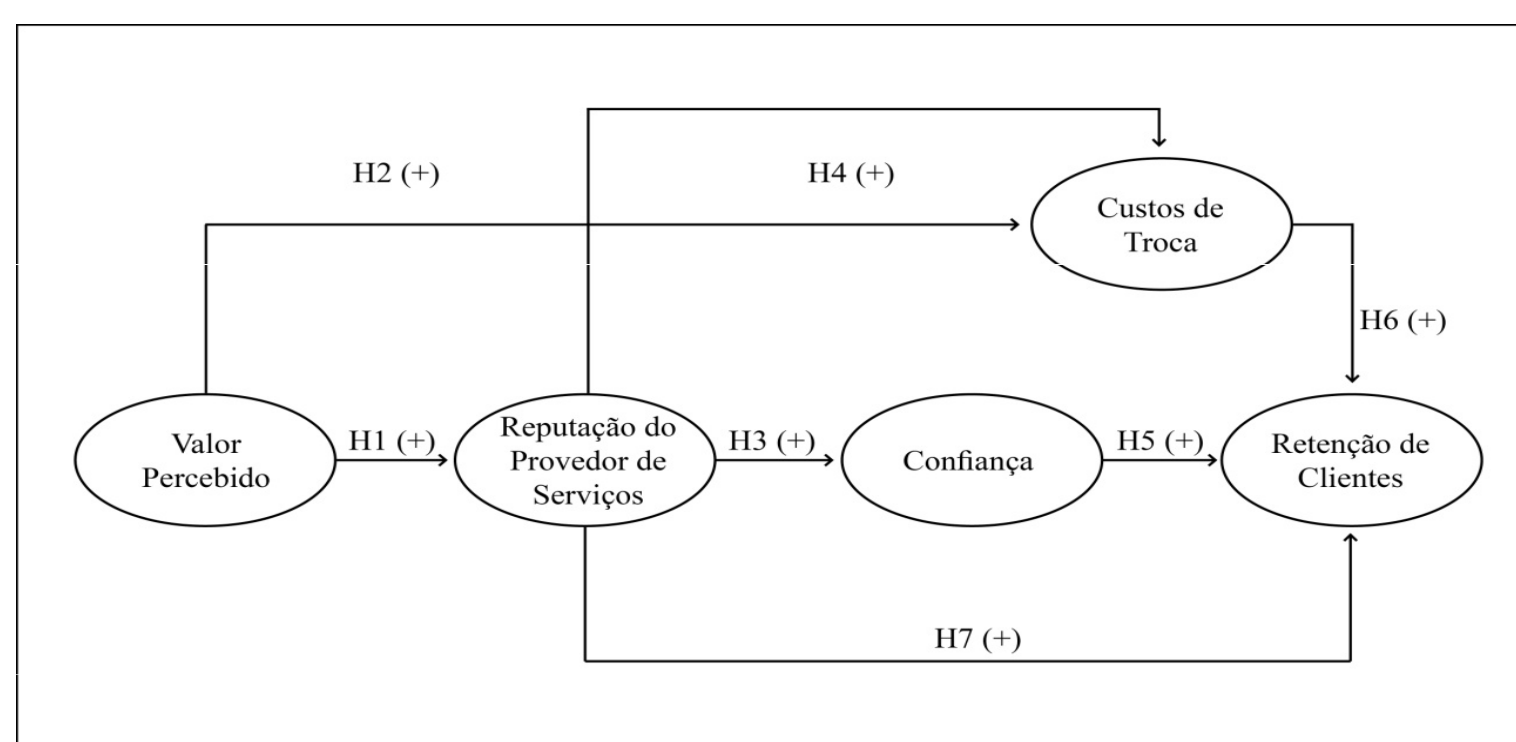 H2 (+)
H4 (+)
Custos de
Troca
H6 (+)
Valor
Percebido
H1 (+)
Reputação do
Provedor de
Serviços
H3 (+)
Confiança
H5 (+)
Retenção de
Clientes
H7 (+)